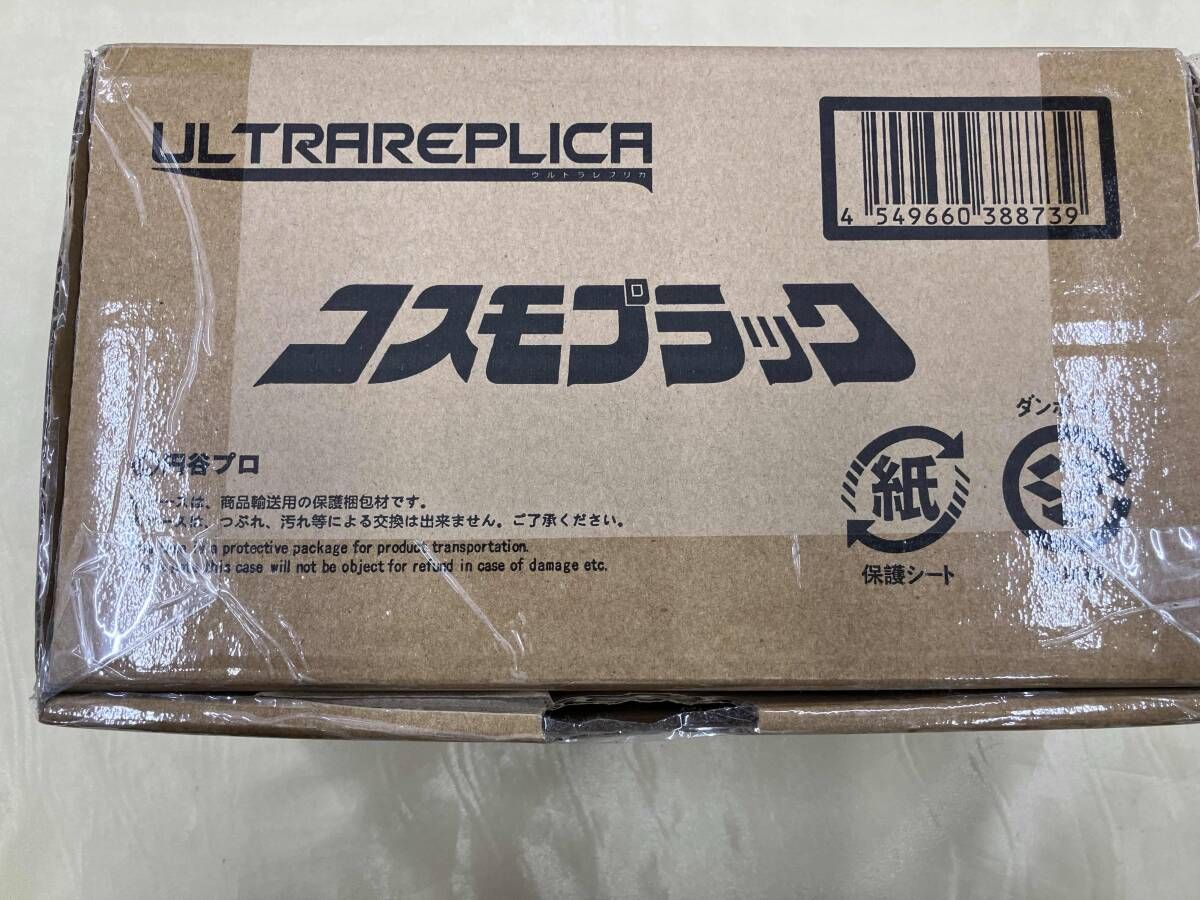 ULTRAREPLICA
ウルトラレプリカ
4 549660 388739
コスモプラック
ダンボール
円谷プロ
ースは、商品輸送用の保護梱包材です。
ースは、つぶれ、汚れ等による交換は出来ません。ご了承ください。
a protective package for product transportation.
this case will not be object for refund in case of damage etc.
紙
保護シート